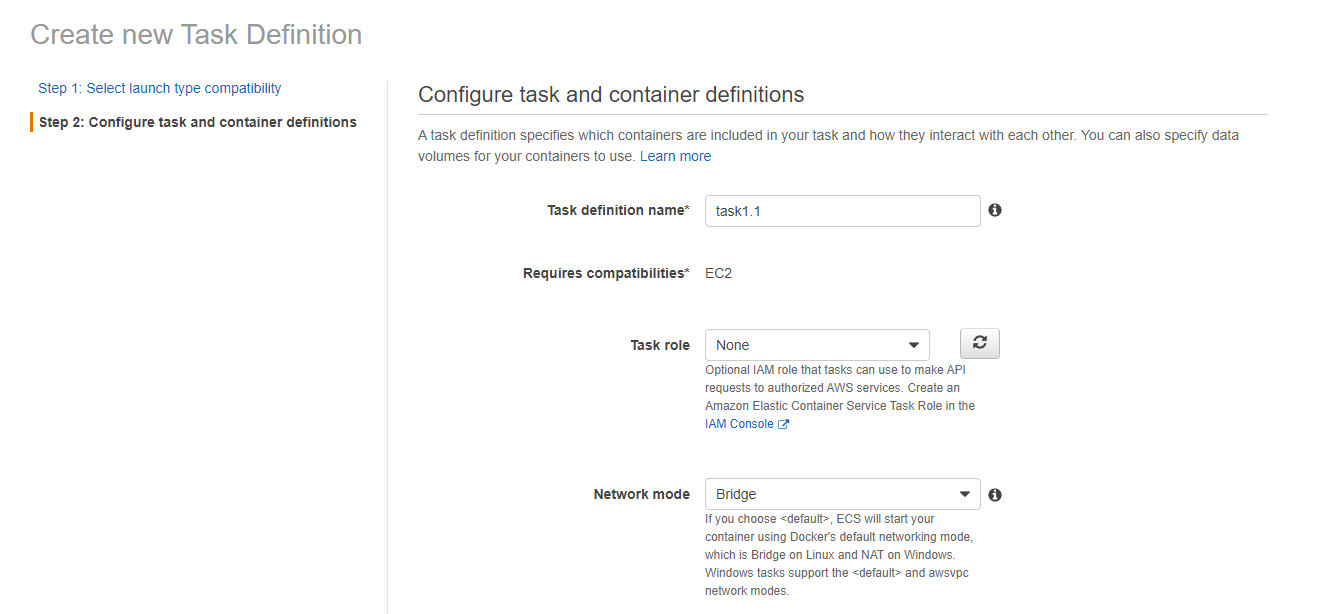 Create new Task Definition
Step 1: Select launch type compatibility
Step 2: Configure task and container definitions
Configure task and container definitions
A task definition specifies which containers are included in your task and how they interact with each other. You can also specify data
volumes for your containers to use. Learn more
Task definition name*
task1.1
Requires compatibilities*
EC2
Task role
None
Optional IAM role that tasks can use to make API
requests to authorized AWS services. Create an
Amazon Elastic Container Service Task Role in the
IAM Console
Network mode
Bridge
If you choose <default>, ECS will start your
container using Docker's default networking mode,
which is Bridge on Linux and NAT on Windows.
Windows tasks support the <default> and awsvpc
network modes.